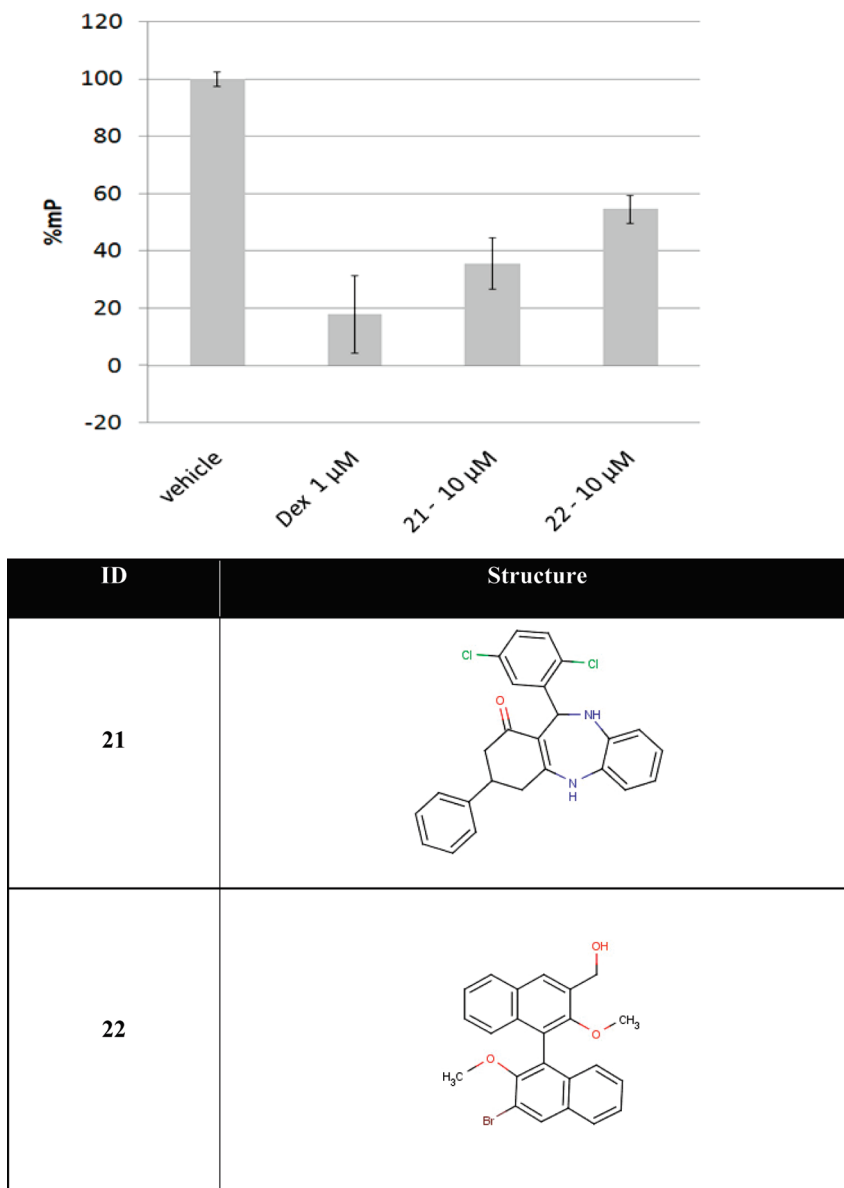 120
100
80
60
40
20
0
-20
%mP
vehicle
Dex 1 µM
21 - 10 µM
22 - 10 µM
ID Structure
21
Cl
Cl
O
NH
N
H
22
OH
O CH₃
O
H₃C
Br